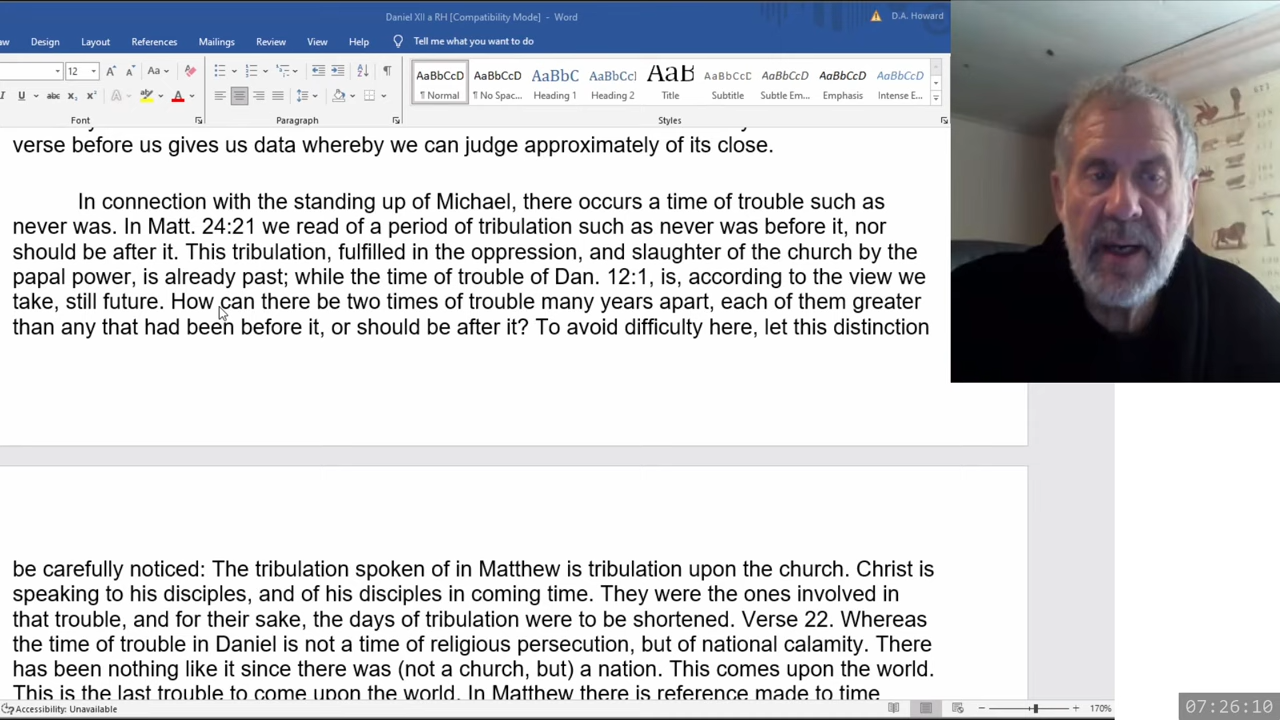 Daniel XII a RH [Compatibility Mode] - Word
D.A. Howard
aw Design Layout References Mailings Review View Help Tell me what you want to do
12 A A Aa
AaBbCcD AaBbCcD AaBbC AaBbCcl AaB AaBbCcD AaBbCcD AaBbCcD AaBbCcD
I U abc x₂ x² A A
¶ Normal ¶ No Spac... Heading 1 Heading 2 Title Subtitle Subtle Em... Emphasis Intense E...
Font Paragraph Styles
verse before us gives us data whereby we can judge approximately of its close.
In connection with the standing up of Michael, there occurs a time of trouble such as
never was. In Matt. 24:21 we read of a period of tribulation such as never was before it, nor
should be after it. This tribulation, fulfilled in the oppression, and slaughter of the church by the
papal power, is already past; while the time of trouble of Dan. 12:1, is, according to the view we
take, still future. How can there be two times of trouble many years apart, each of them greater
than any that had been before it, or should be after it? To avoid difficulty here, let this distinction
be carefully noticed: The tribulation spoken of in Matthew is tribulation upon the church. Christ is
speaking to his disciples, and of his disciples in coming time. They were the ones involved in
that trouble, and for their sake, the days of tribulation were to be shortened. Verse 22. Whereas
the time of trouble in Daniel is not a time of religious persecution, but of national calamity. There
has been nothing like it since there was (not a church, but) a nation. This comes upon the world.
This is the last trouble to come upon the world. In Matthew there is reference made to time
Accessibility: Unavailable
170%
07:26:10